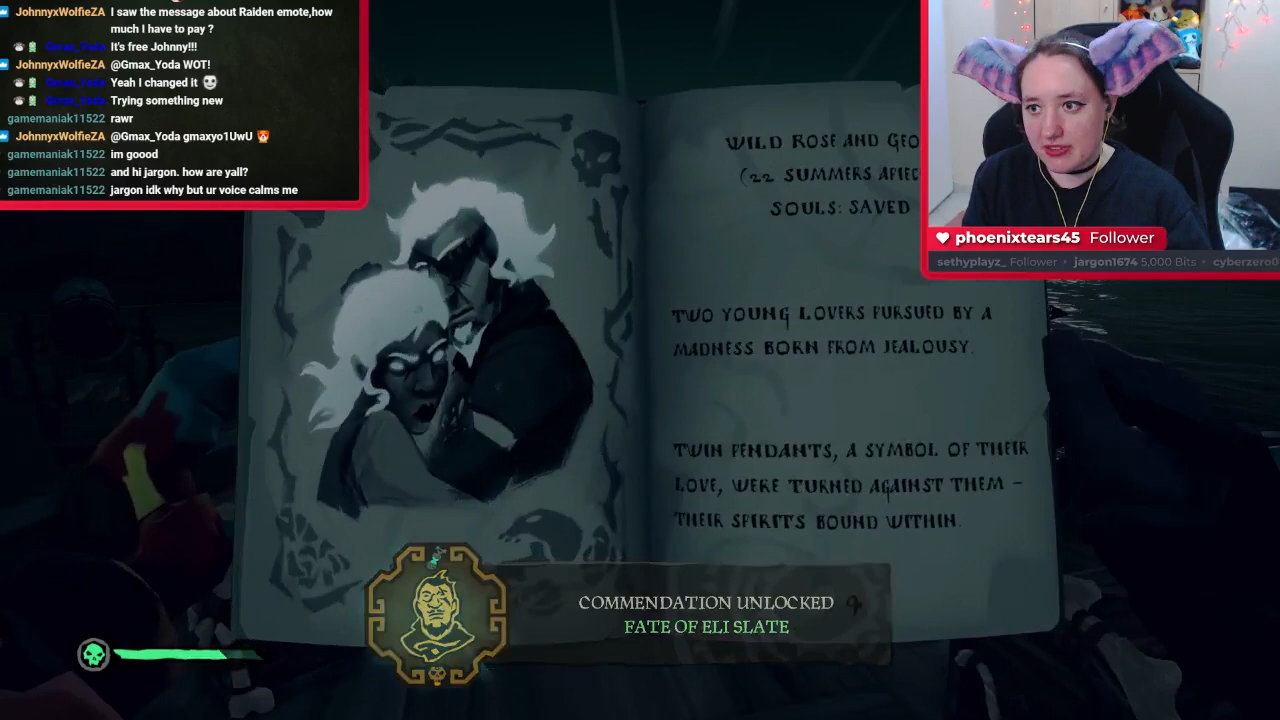 JohnnyxWolfieZA I saw the message about Raiden emote,how
much I have to pay ?
Gmax_Yoda It's free Johnny!!!
JohnnyxWolfieZA @Gmax_Yoda WOT!
Gmax_Yoda Yeah I changed it
Gmax_Yoda Trying something new
gamemaniak11522 rawr
JohnnyxWolfieZA @Gmax_Yoda gmaxyo1UwU
gamemaniak11522 im goood
gamemaniak11522 and hi jargon. how are yall?
gamemaniak11522 jargon idk why but ur voice calms me
WILD ROSE AND GEO
(22 SUMMERS APIEC
SOULS: SAVED
TWO YOUNG LOVERS PURSUED BY A
MADNESS BORN FROM JEALOUSY.
TWIN PENDANTS, A SYMBOL OF THEIR
LOVE, WERE TURNED AGAINST THEM –
THEIR SPIRITS BOUND WITHIN.
phoenixtears45 Follower
sethyplayz_ Follower • jargon1674 5,000 Bits • cyberzero0
COMMENDATION UNLOCKED
FATE OF ELI SLATE